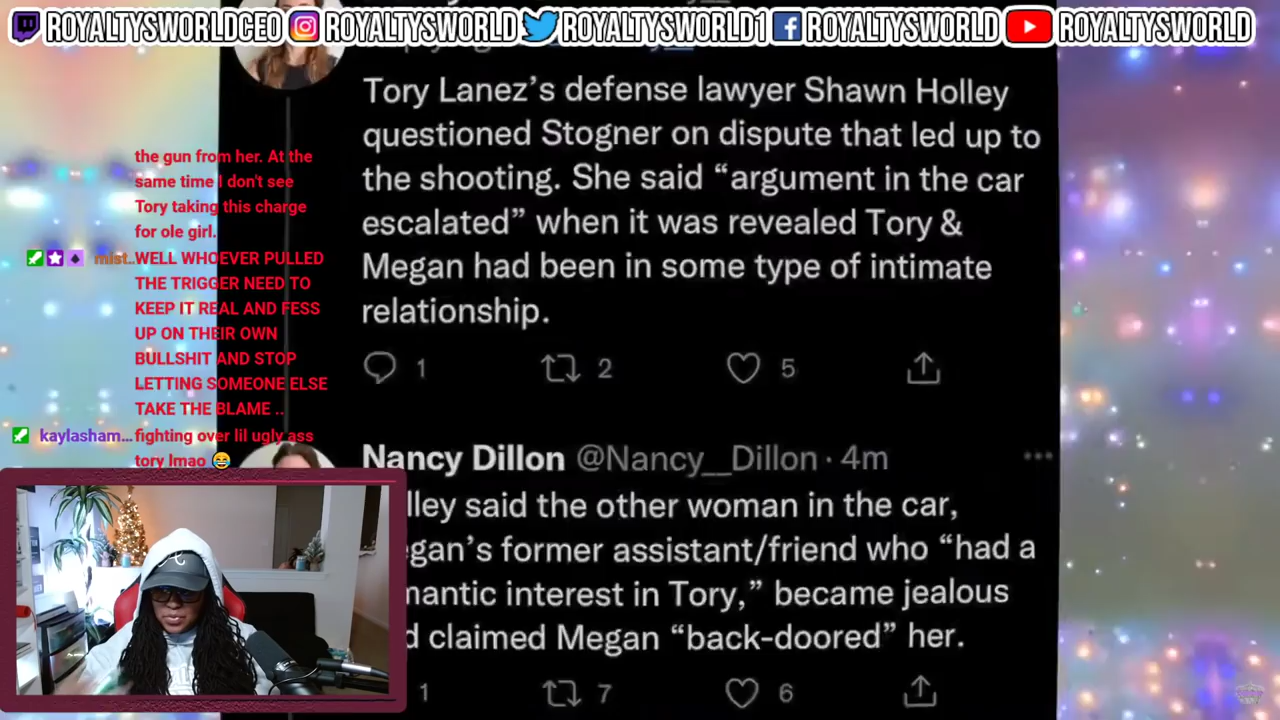 ROYALTYSWORLDCEO ROYALTYSWORLD ROYALTYSWORLD1 ROYALTYSWORLD ROYALTYSWORLD
Tory Lanez’s defense lawyer Shawn Holley
questioned Stogner on dispute that led up to
the shooting. She said “argument in the car
escalated” when it was revealed Tory &
Megan had been in some type of intimate
relationship.
1 2 5
Nancy Dillon @Nancy__Dillon · 4m
lley said the other woman in the car,
egan’s former assistant/friend who “had a
mantic interest in Tory,” became jealous
d claimed Megan “back-doored” her.
1 7 6
the gun from her. At the
same time I don't see
Tory taking this charge
for ole girl.
mist.. WELL WHOEVER PULLED
THE TRIGGER NEED TO
KEEP IT REAL AND FESS
UP ON THEIR OWN
BULLSHIT AND STOP
LETTING SOMEONE ELSE
TAKE THE BLAME ..
kaylasham... fighting over lil ugly ass
tory lmao 😂